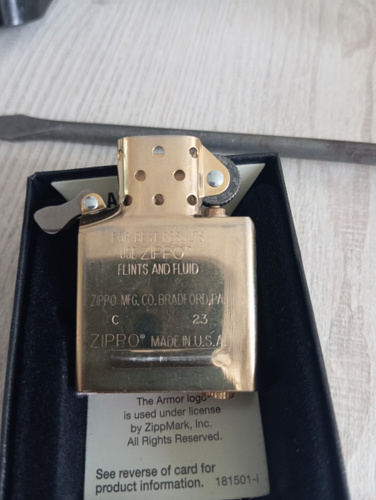 A
FOR BEST RESULTS
USE ZIPPO™
FLINTS AND FLUID
ZIPPO MFG. CO. BRADFORD, PA.
C 23
ZIPPO® MADE IN U.S.A.
The Armor logo
is used under license
by ZippMark, Inc.
All Rights Reserved.
See reverse of card for
product information. 181501-I